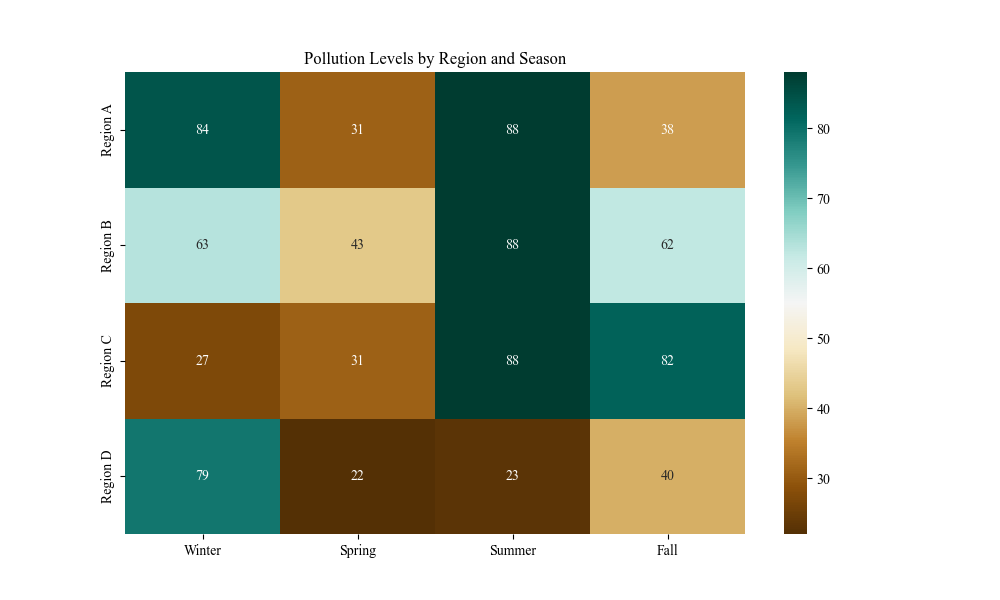 Pollution Levels by Region and Season
Region A
84
31
88
38
Region B
63
43
88
62
Region C
27
31
88
82
Region D
79
22
23
40
Winter
Spring
Summer
Fall
80
70
60
50
40
30